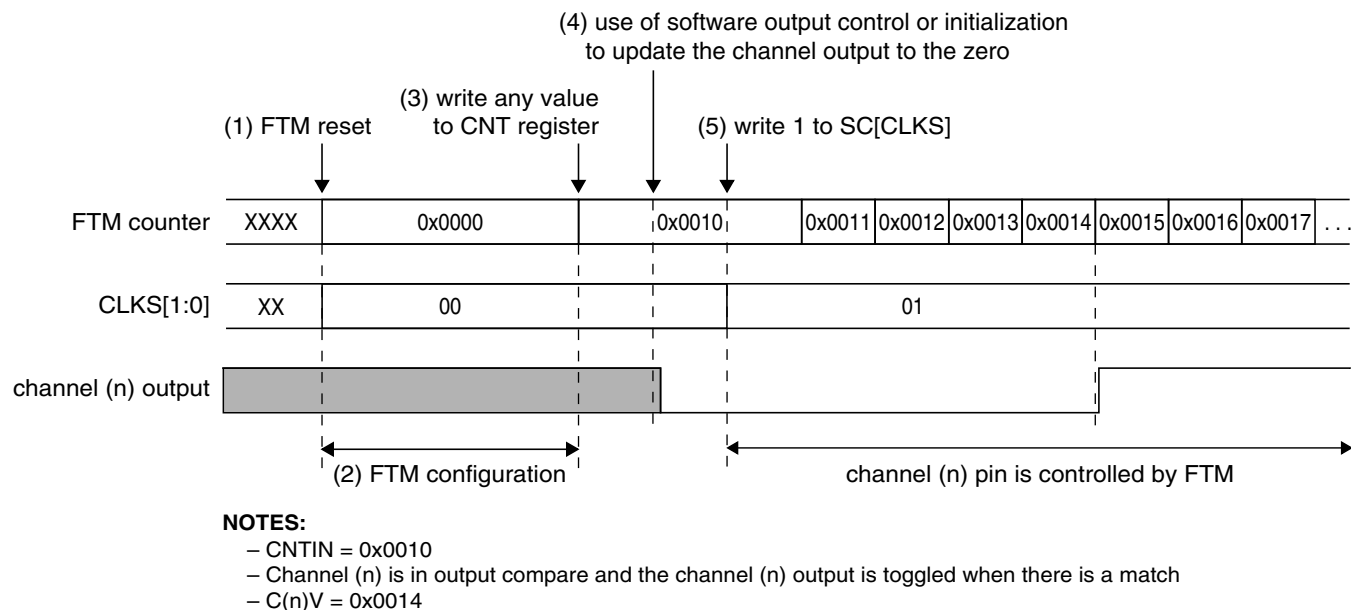 (4) use of software output control or initialization
to update the channel output to the zero
(3) write any value
to CNT register
(1) FTM reset
(5) write 1 to SC[CLKS]
FTM counter XXXX 0x0000 0x0010 0x0011 0x0012 0x0013 0x0014 0x0015 0x0016 0x0017 . . .
CLKS[1:0] XX 00 01
channel (n) output
(2) FTM configuration channel (n) pin is controlled by FTM
NOTES:
– CNTIN = 0x0010
– Channel (n) is in output compare and the channel (n) output is toggled when there is a match
– C(n)V = 0x0014